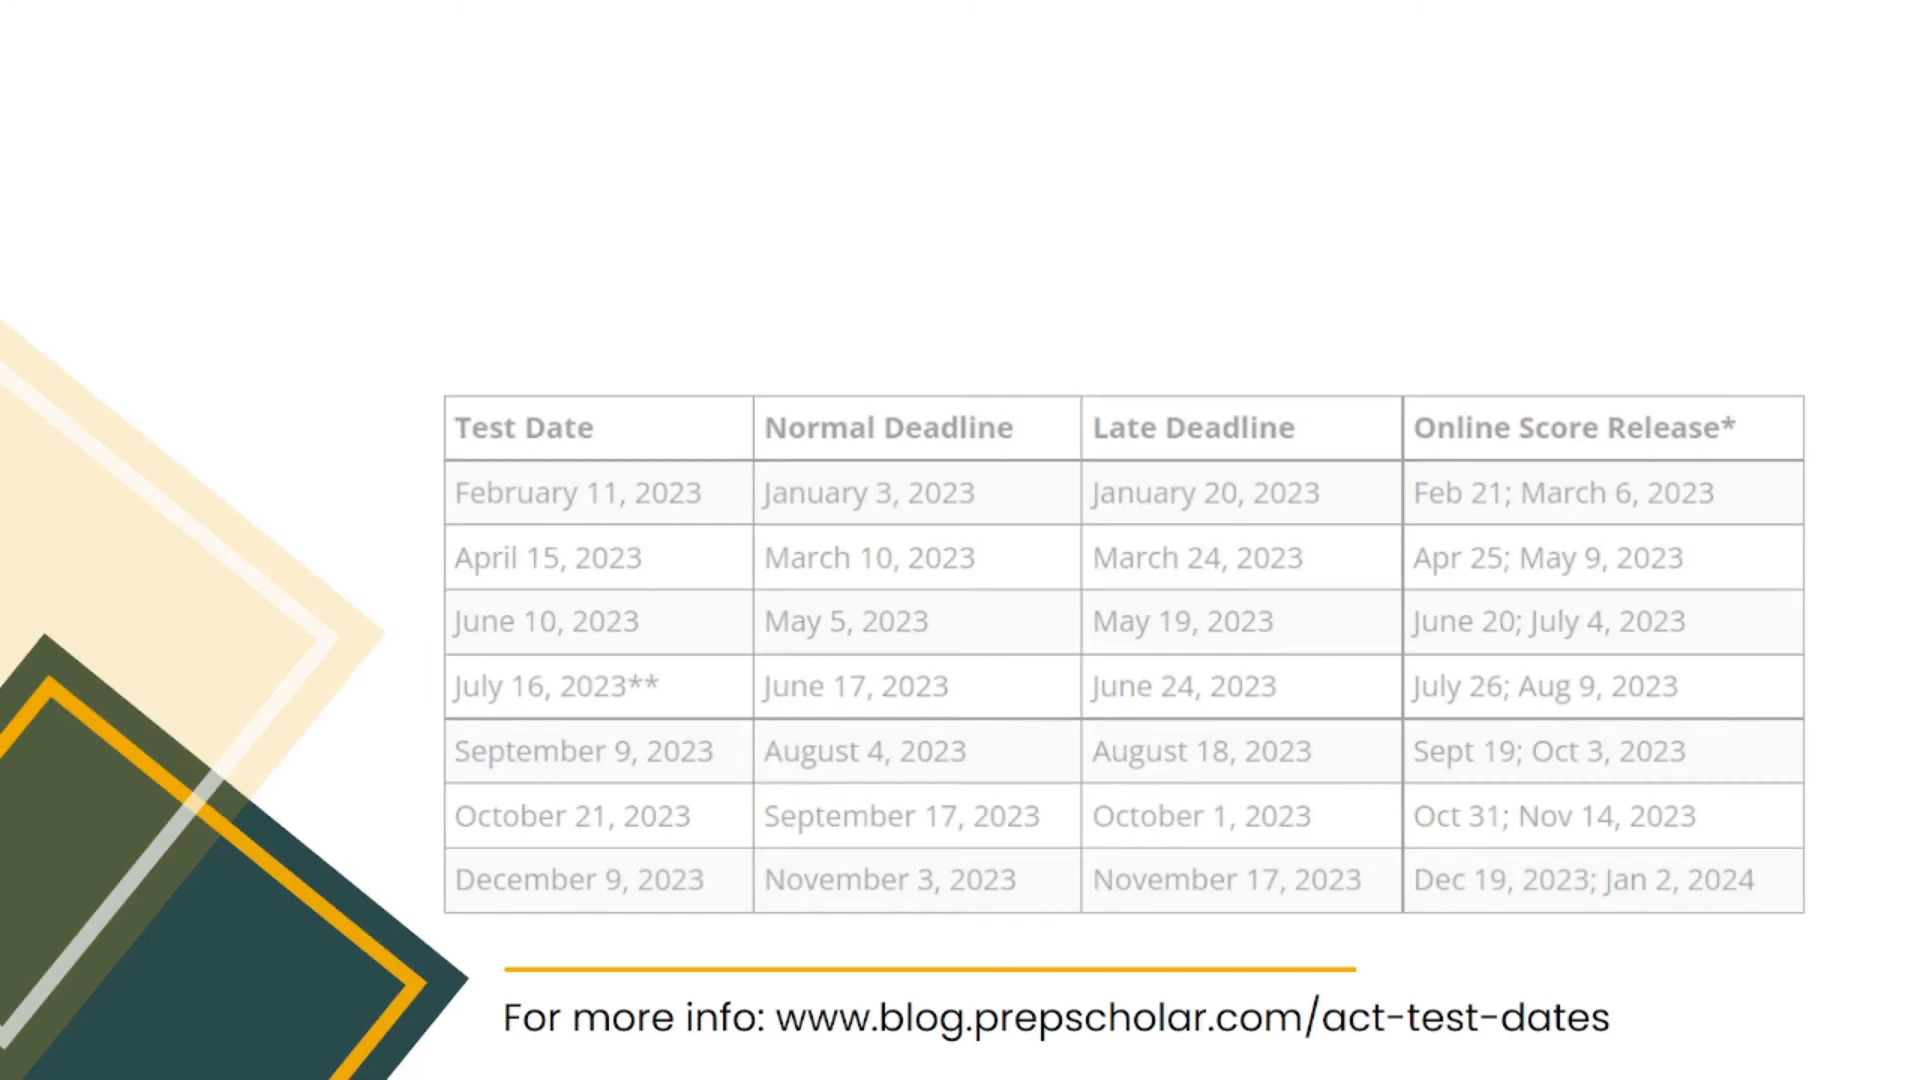 Test Date Normal Deadline Late Deadline Online Score Release*
February 11, 2023 January 3, 2023 January 20, 2023 Feb 21; March 6, 2023
April 15, 2023 March 10, 2023 March 24, 2023 Apr 25; May 9, 2023
June 10, 2023 May 5, 2023 May 19, 2023 June 20; July 4, 2023
July 16, 2023** June 17, 2023 June 24, 2023 July 26; Aug 9, 2023
September 9, 2023 August 4, 2023 August 18, 2023 Sept 19; Oct 3, 2023
October 21, 2023 September 17, 2023 October 1, 2023 Oct 31; Nov 14, 2023
December 9, 2023 November 3, 2023 November 17, 2023 Dec 19, 2023; Jan 2, 2024
For more info: www.blog.prepscholar.com/act-test-dates